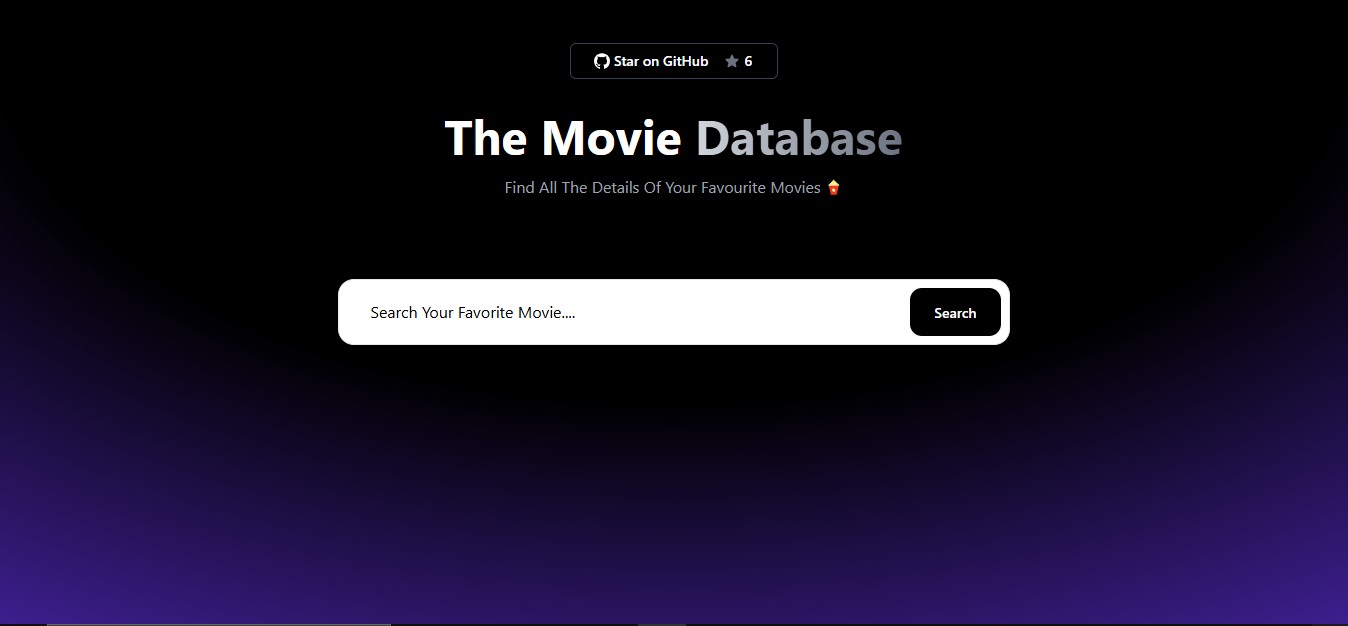 Star on GitHub 6
The Movie Database
Find All The Details Of Your Favourite Movies 🍿
Search Your Favorite Movie.... Search